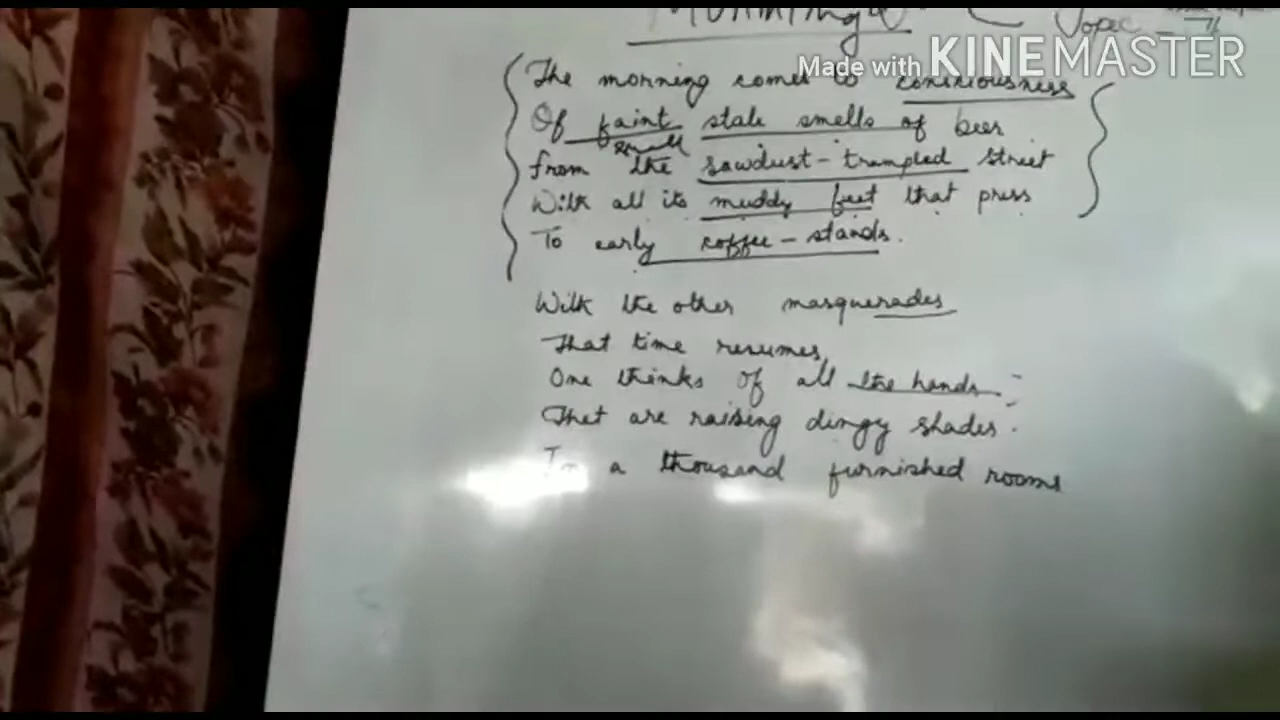 Made with KINEMASTER
The morning comes to consciousness
Of faint stale smells of beer
small
from the sawdust-trampled street
With all its muddy feet that press
To early coffee-stands.
With the other masquerades
That time resumes,
One thinks of all the hands
That are raising dingy shades.
In a thousand furnished rooms